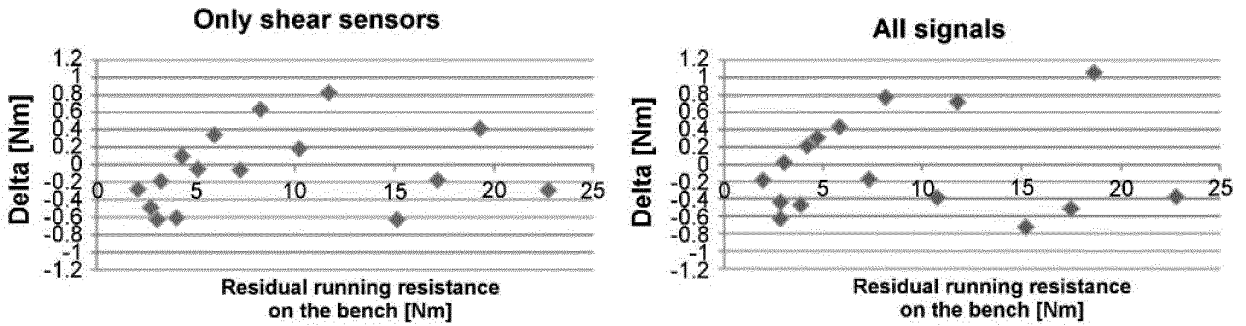 Only shear sensors
Delta [Nm]
1.2
1
0.8
0.6
0.4
0.2
0
-0.2
-0.4
-0.6
-0.8
-1
-1.2
0 5 10 15 20 25
Residual running resistance
on the bench [Nm]
All signals
Delta [Nm]
1.2
1
0.8
0.6
0.4
0.2
0
-0.2
-0.4
-0.6
-0.8
-1
-1.2
0 5 10 15 20 25
Residual running resistance
on the bench [Nm]